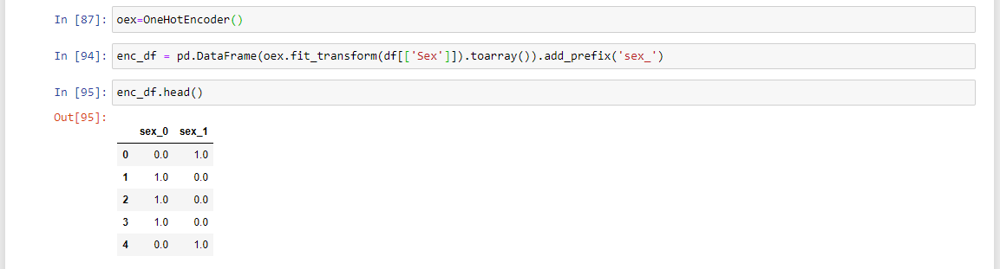 In [87]: oex=OneHotEncoder()
In [94]: enc_df = pd.DataFrame(oex.fit_transform(df[['Sex']]).toarray()).add_prefix('sex_')
In [95]: enc_df.head()
Out[95]:
sex_0 sex_1
0 0.0 1.0
1 1.0 0.0
2 1.0 0.0
3 1.0 0.0
4 0.0 1.0